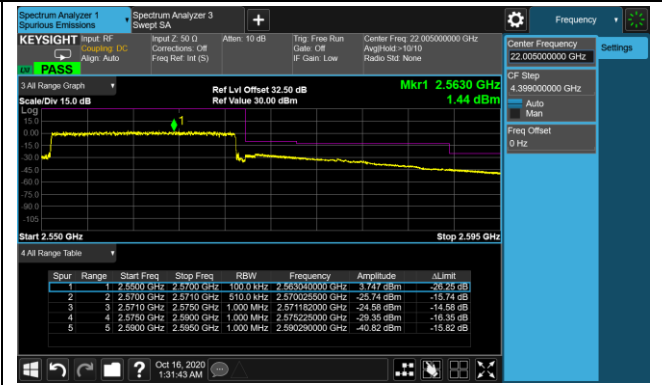 Spectrum Analyzer 1
Spurious Emissions
Spectrum Analyzer 3
Swept SA
Frequency
KEYSIGHT Input: RF
Coupling: DC
Align: Auto
Input Z: 50 Ω
Corrections: Off
Freq Ref: Int (S)
Atten: 10 dB
Trig: Free Run
Gate: Off
IF Gain: Low
Center Freq: 22.005000000 GHz
Avg|Hold:>10/10
Radio Std: None
PASS
Center Frequency
22.005000000 GHz
Settings
CF Step
4.399000000 GHz
Auto
Man
Freq Offset
0 Hz
3 All Range Graph
Scale/Div 15.0 dB
Ref Lvl Offset 32.50 dB
Ref Value 30.00 dBm
Mkr1 2.5630 GHz
1.44 dBm
Log
15.0
0.00
-15.0
-30.0
-45.0
-60.0
-75.0
-90.0
-105
1
Start 2.550 GHz
Stop 2.595 GHz
4 All Range Table
Spur Range Start Freq Stop Freq RBW Frequency Amplitude ΔLimit
1 1 2.5500 GHz 2.5700 GHz 100.0 kHz 2.563040000 GHz 3.747 dBm -26.25 dB
2 2 2.5700 GHz 2.5710 GHz 510.0 kHz 2.570025500 GHz -25.74 dBm -15.74 dB
3 3 2.5710 GHz 2.5750 GHz 1.000 MHz 2.571182000 GHz -24.58 dBm -14.58 dB
4 4 2.5750 GHz 2.5900 GHz 1.000 MHz 2.575225000 GHz -29.35 dBm -16.35 dB
5 5 2.5900 GHz 2.5950 GHz 1.000 MHz 2.590290000 GHz -40.82 dBm -15.82 dB
Oct 16, 2020
1:31:43 AM